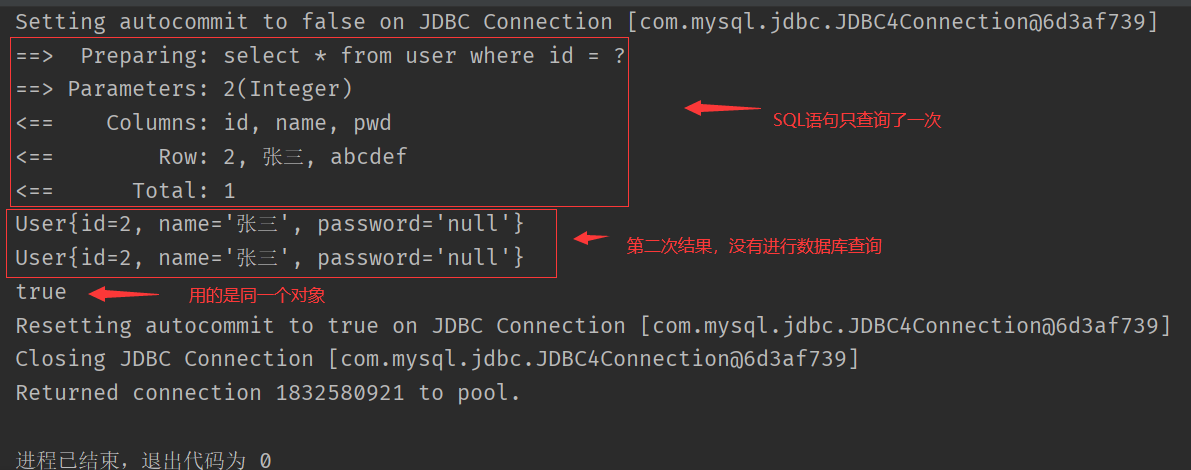 Setting autocommit to false on JDBC Connection [com.mysql.jdbc.JDBC4Connection@6d3af739]
==>  Preparing: select * from user where id = ?
==> Parameters: 2(Integer)
SQL语句只查询了一次
<==    Columns: id, name, pwd
<==        Row: 2, 张三, abcdef
<==      Total: 1
User{id=2, name='张三', password='null'}
第二次结果，没有进行数据库查询
User{id=2, name='张三', password='null'}
true
用的是同一个对象
Resetting autocommit to true on JDBC Connection [com.mysql.jdbc.JDBC4Connection@6d3af739]
Closing JDBC Connection [com.mysql.jdbc.JDBC4Connection@6d3af739]
Returned connection 1832580921 to pool.
进程已结束，退出代码为 0